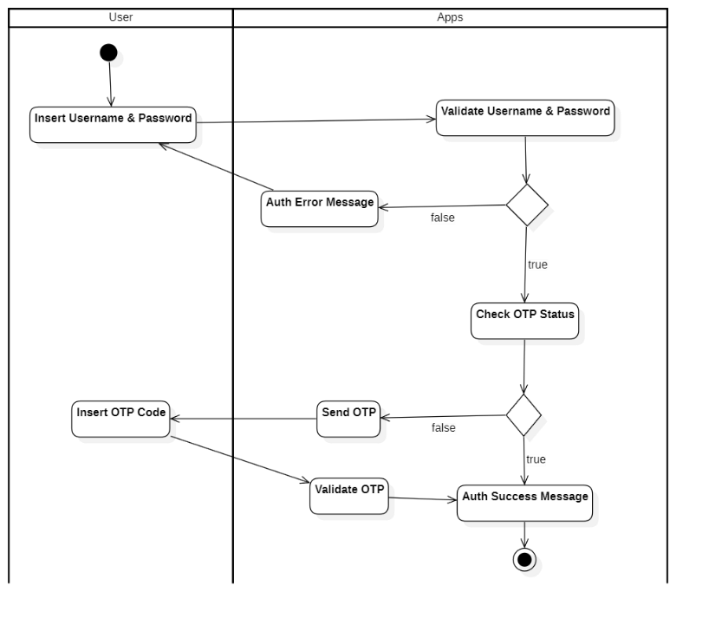 User
Apps
Insert Username & Password
Validate Username & Password
Auth Error Message
false
true
Check OTP Status
Insert OTP Code
Send OTP
false
true
Validate OTP
Auth Success Message